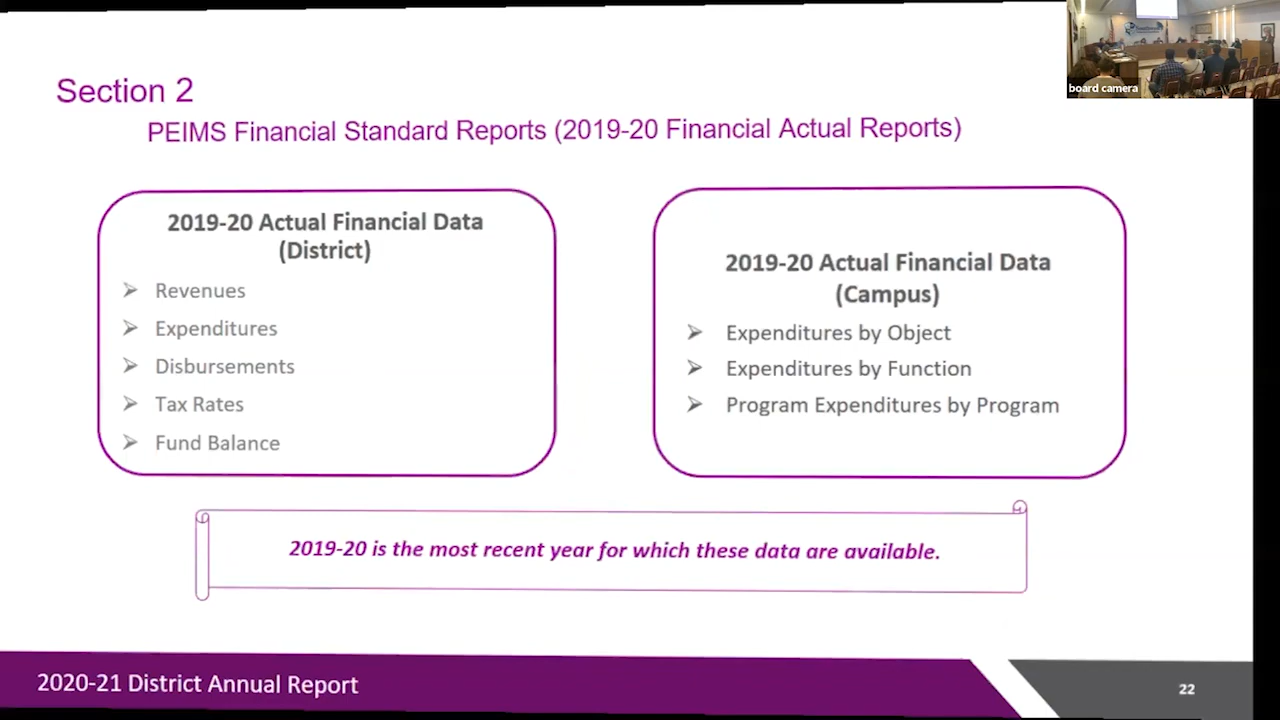 board camera
Section 2
PEIMS Financial Standard Reports (2019-20 Financial Actual Reports)
2019-20 Actual Financial Data
(District)
Revenues
Expenditures
Disbursements
Tax Rates
Fund Balance
2019-20 Actual Financial Data
(Campus)
Expenditures by Object
Expenditures by Function
Program Expenditures by Program
2019-20 is the most recent year for which these data are available.
2020-21 District Annual Report
22